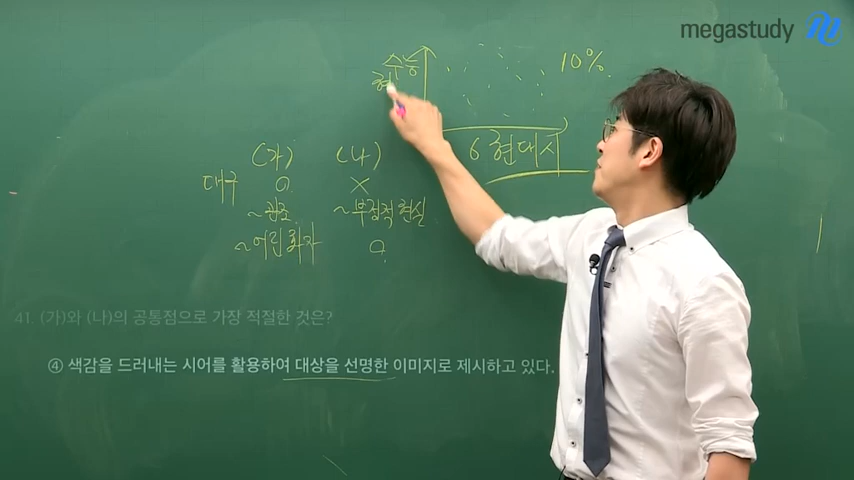 megastudy
수능
10%
6 현대시
(가) (나)
대구 O X
~관조 ~부정적 현실
~어린 화자 O
41. (가)와 (나)의 공통점으로 가장 적절한 것은?
④ 색감을 드러내는 시어를 활용하여 대상을 선명한 이미지로 제시하고 있다.